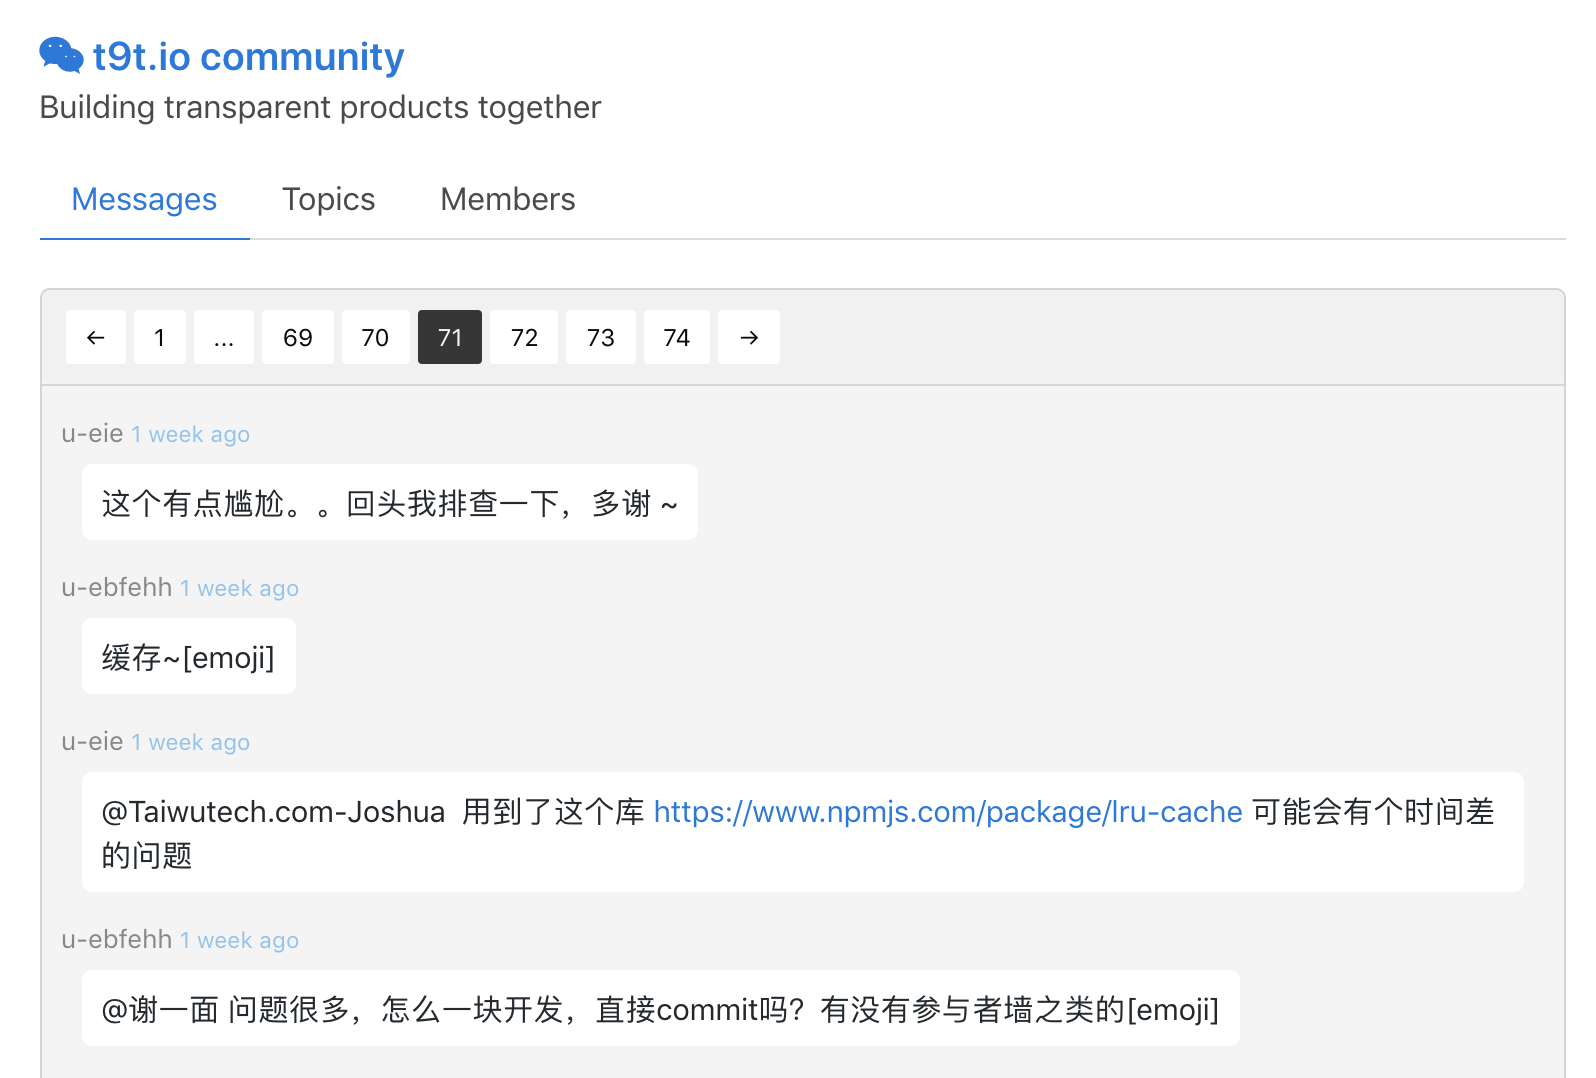 t9t.io community
Building transparent products together
Messages Topics Members
← 1 ... 69 70 71 72 73 74 →
u-eie 1 week ago
这个有点尴尬。。回头我排查一下，多谢 ~
u-ebfehh 1 week ago
缓存~[emoji]
u-eie 1 week ago
@Taiwutech.com-Joshua 用到了这个库 https://www.npmjs.com/package/lru-cache 可能会有个时间差
的问题
u-ebfehh 1 week ago
@谢一面 问题很多，怎么一块开发，直接commit吗？有没有参与者墙之类的[emoji]